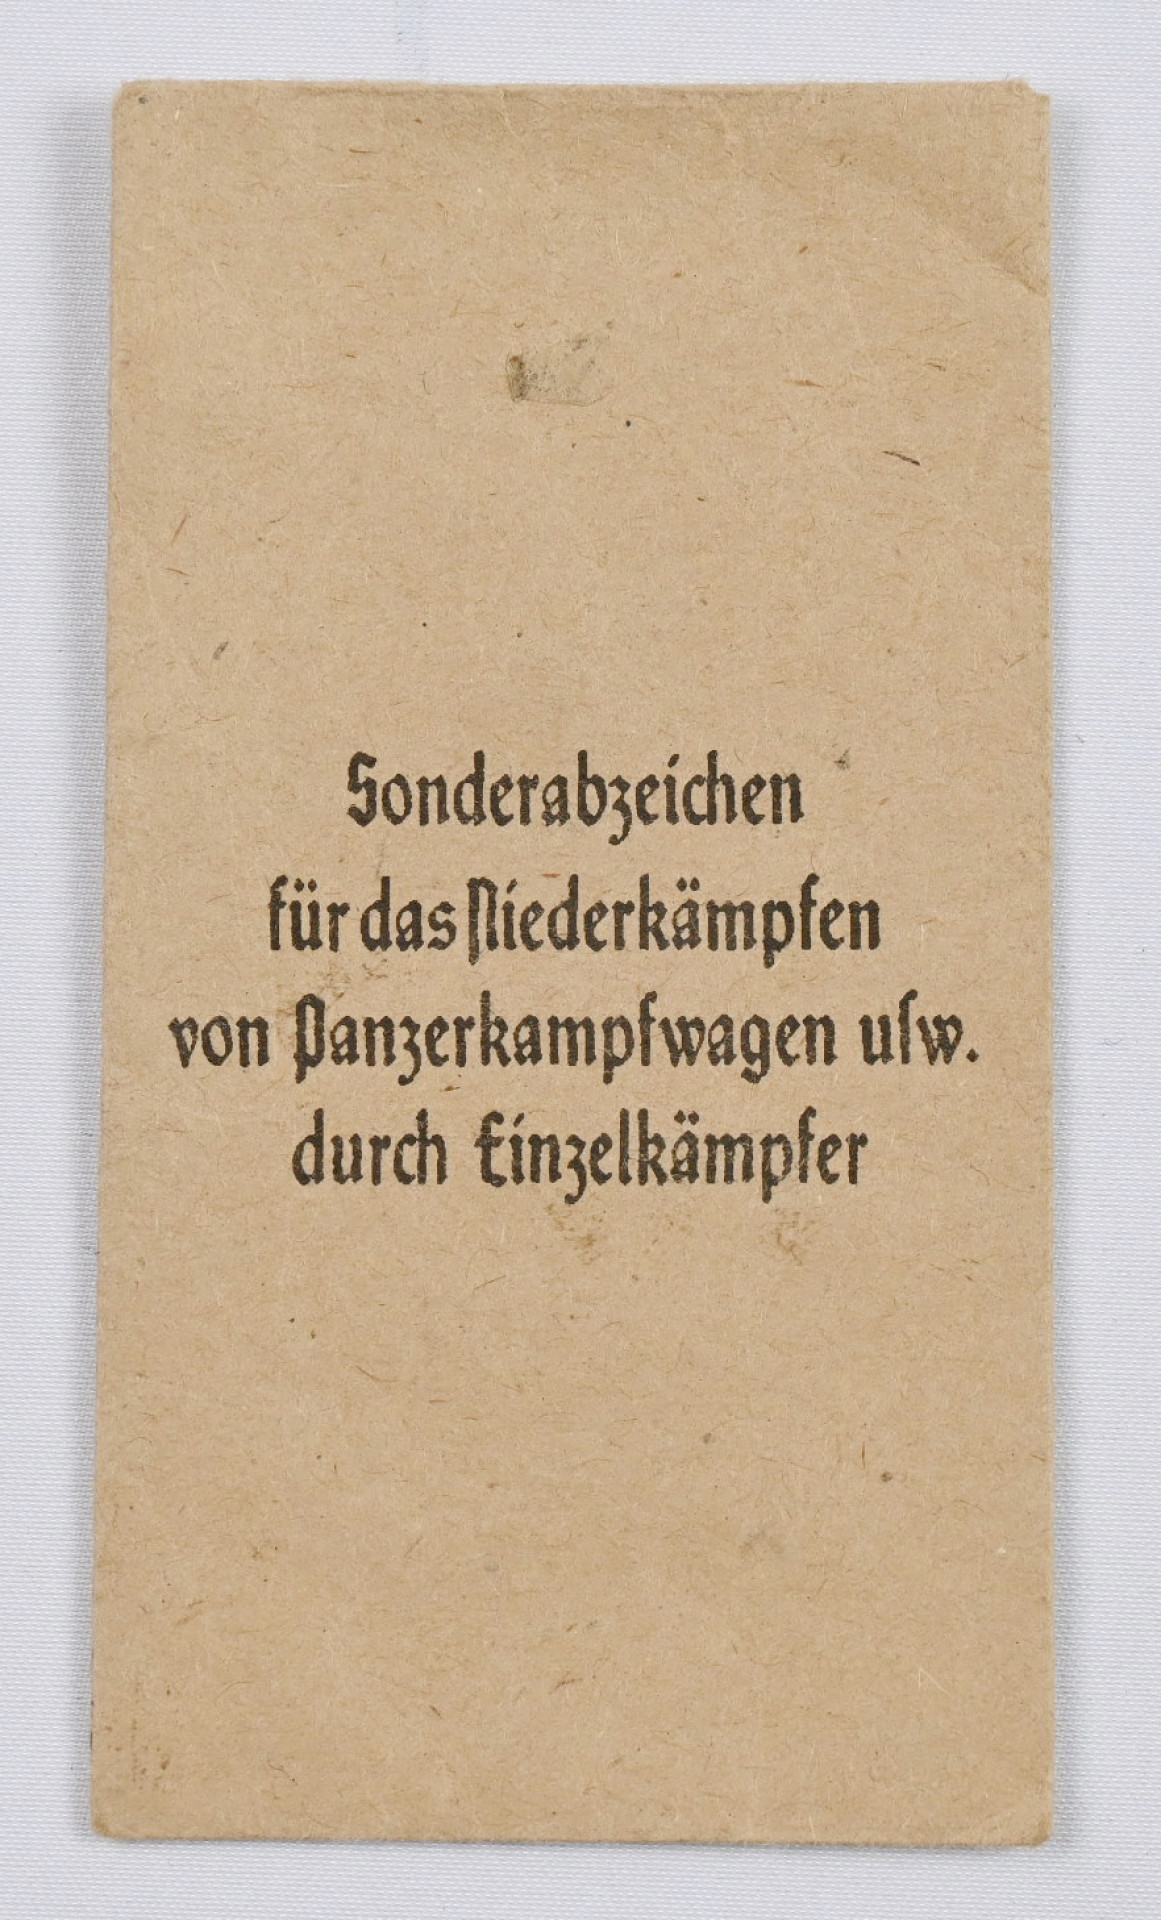 Sonderabzeichen
für das Niederkämpfen
von Panzerkampfwagen uſw.
durch Einzelkämpfer